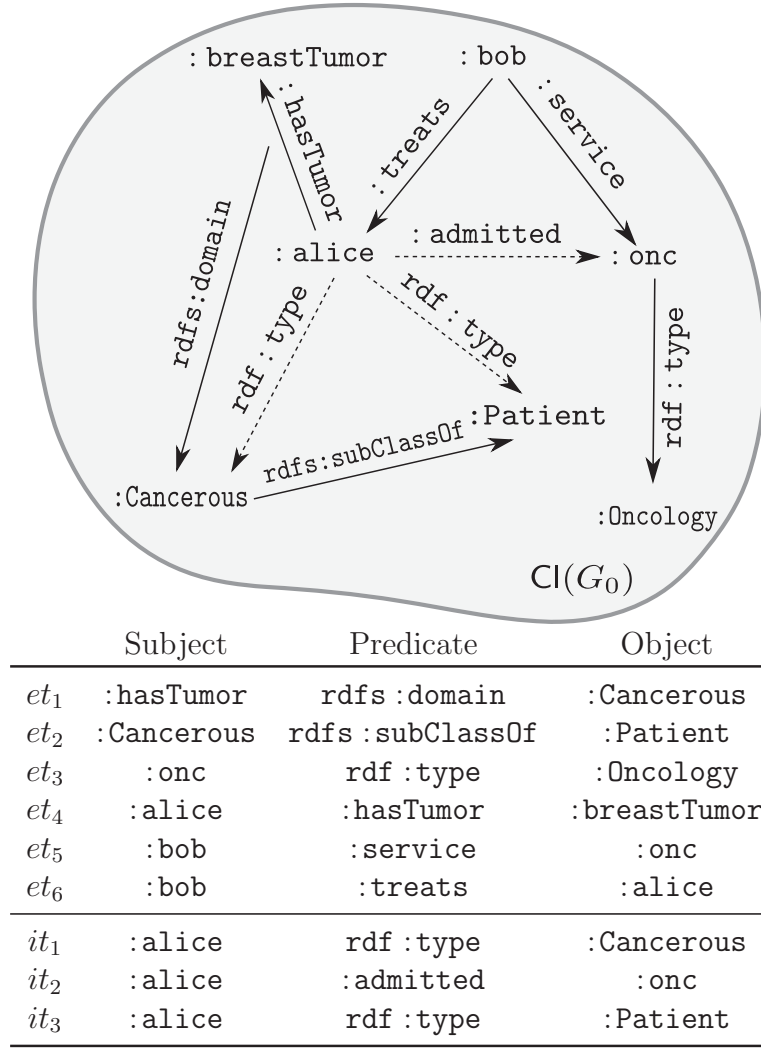 :breastTumor :bob
:hasTumor
:treats
:service
rdfs:domain
:alice :admitted :onc
rdf:type
rdf:type
rdf:type
:Patient
rdfs:subClassOf
:Cancerous
:Oncology
Cl(G0)
Subject Predicate Object
et1 :hasTumor rdfs:domain :Cancerous
et2 :Cancerous rdfs:subClassOf :Patient
et3 :onc rdf:type :Oncology
et4 :alice :hasTumor :breastTumor
et5 :bob :service :onc
et6 :bob :treats :alice
it1 :alice rdf:type :Cancerous
it2 :alice :admitted :onc
it3 :alice rdf:type :Patient